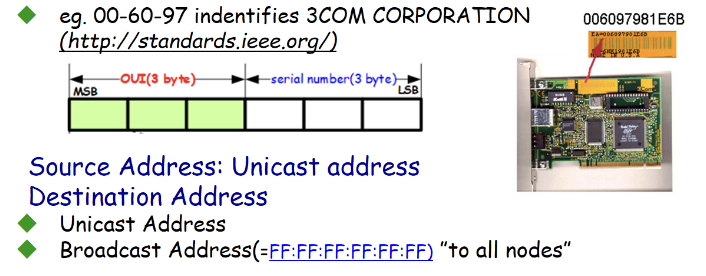 eg. 00-60-97 indentifies 3COM CORPORATION
(http://standards.ieee.org/)
006097981E6B
EA=006097981E6B
OUI(3 byte)
serial number(3 byte)
MSB
LSB
Source Address: Unicast address
Destination Address
Unicast Address
Broadcast Address(=FF:FF:FF:FF:FF:FF) ”to all nodes”